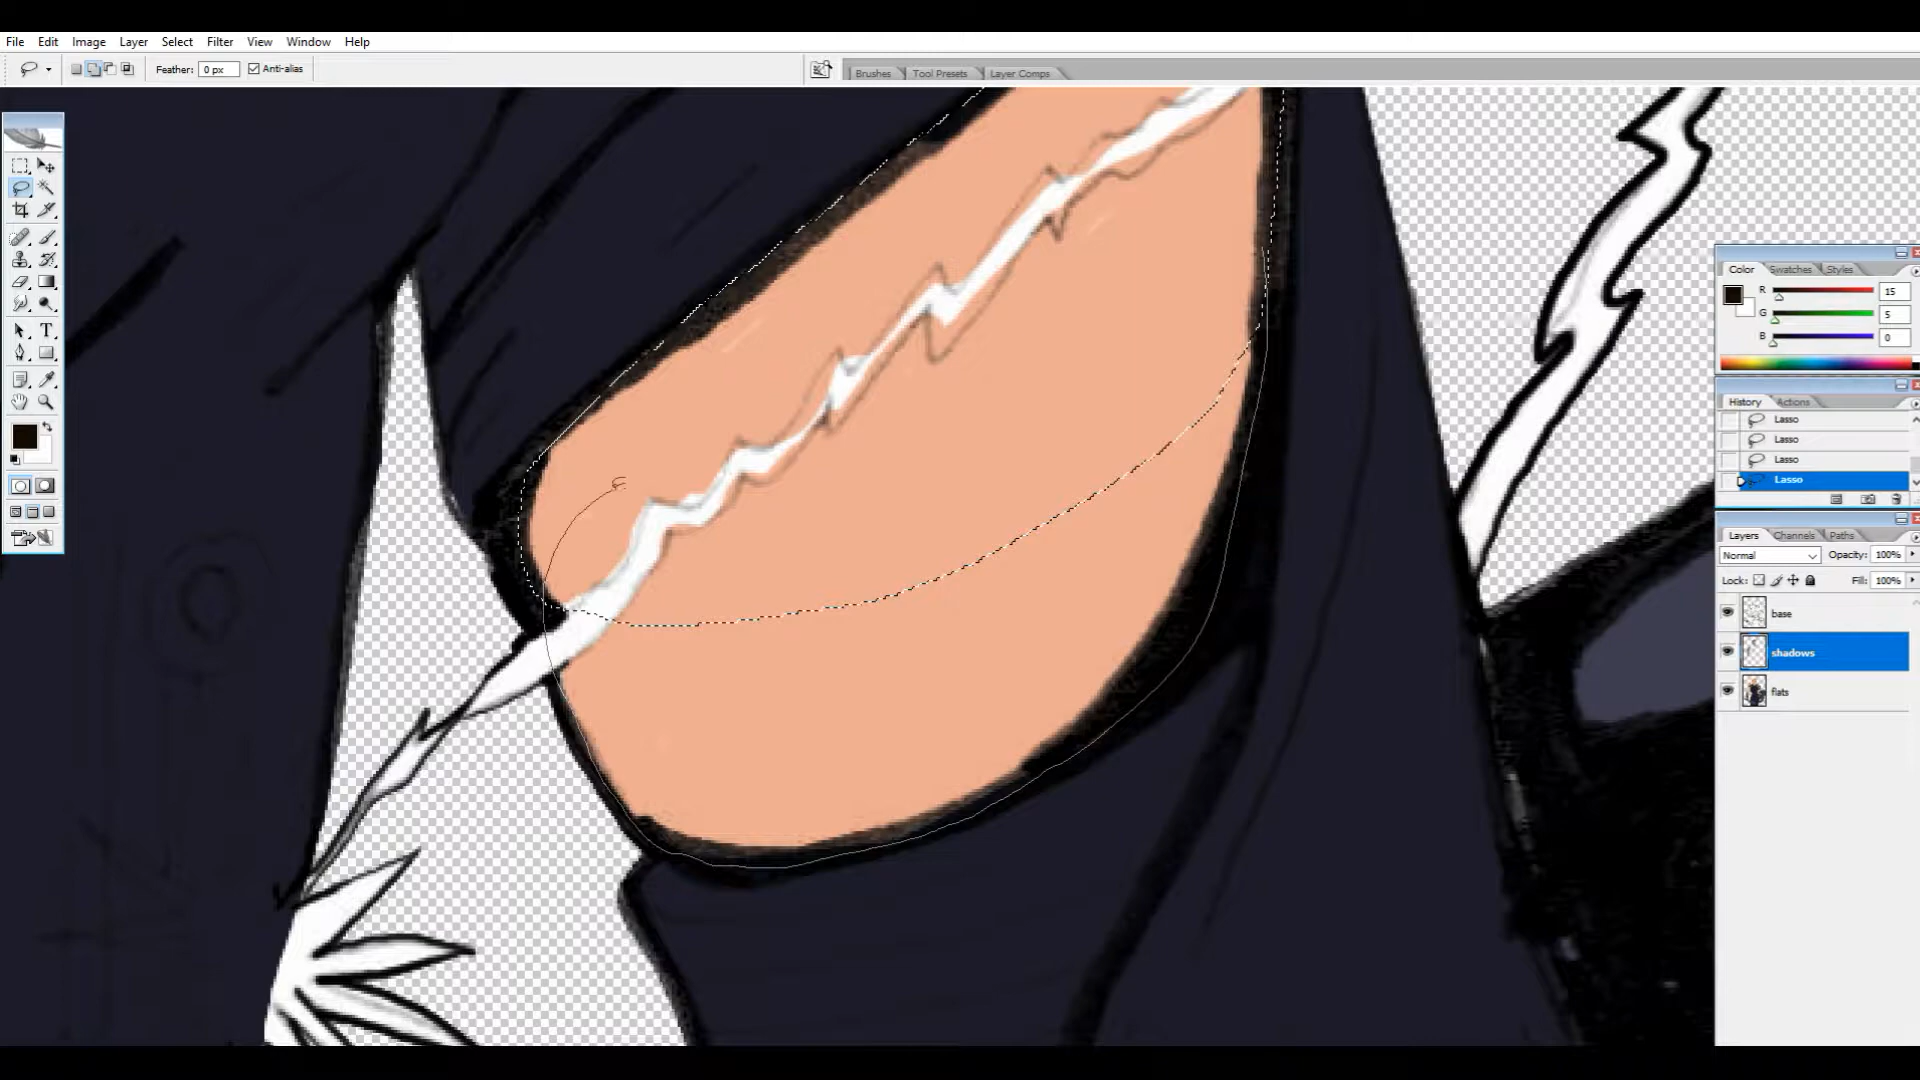 File Edit Image Layer Select Filter View Window Help
Feather: 0 px Anti-alias
Brushes Tool Presets Layer Comps
Color Swatches Styles
R 15
G 5
B 0
History Actions
Lasso
Lasso
Lasso
Lasso
Layers Channels Paths
Normal Opacity: 100%
Lock: Fill: 100%
base
shadows
flats